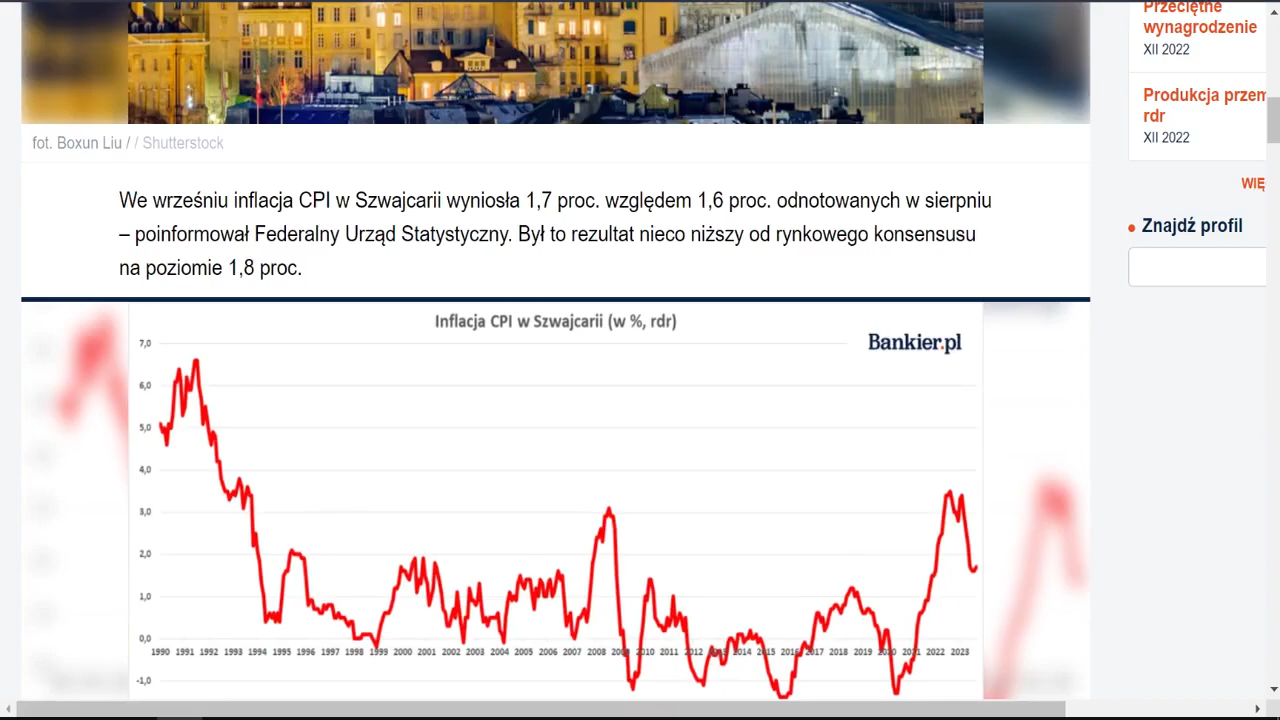 Przeciętne
wynagrodzenie
XII 2022
Produkcja przem
rdr
XII 2022
WIĘ
Znajdź profil
fot. Boxun Liu / / Shutterstock
We wrześniu inflacja CPI w Szwajcarii wyniosła 1,7 proc. względem 1,6 proc. odnotowanych w sierpniu
– poinformował Federalny Urząd Statystyczny. Był to rezultat nieco niższy od rynkowego konsensusu
na poziomie 1,8 proc.
Inflacja CPI w Szwajcarii (w %, rdr)
Bankier.pl
7,0
6,0
5,0
4,0
3,0
2,0
1,0
0,0
1990 1991 1992 1993 1994 1995 1996 1997 1998 1999 2000 2001 2002 2003 2004 2005 2006 2007 2008 2009 2010 2011 2012 2013 2014 2015 2016 2017 2018 2019 2020 2021 2022 2023
-1,0